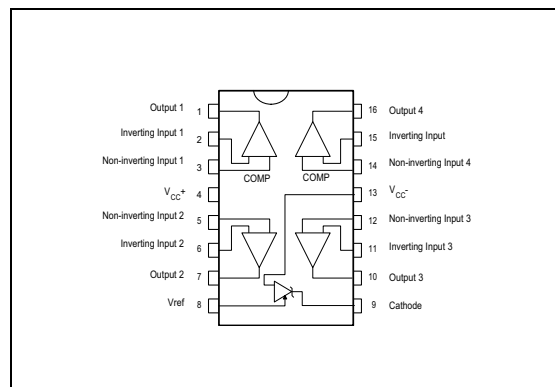 Output 1 1 16 Output 4
Inverting Input 1 2 15 Inverting Input
Non-inverting Input 1 3 14 Non-inverting Input 4
COMP COMP
VCC+ 4 13 VCC-
Non-inverting Input 2 5 12 Non-inverting Input 3
Inverting Input 2 6 11 Inverting Input 3
Output 2 7 10 Output 3
Vref 8 9 Cathode